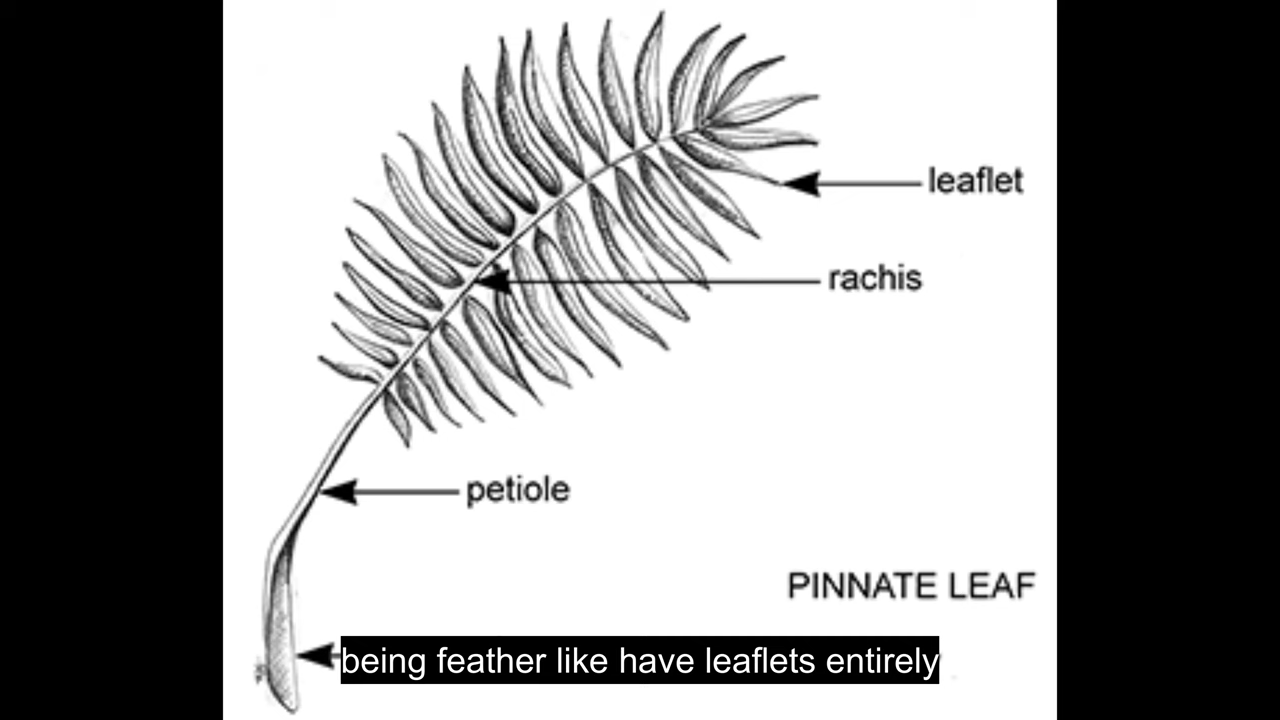 leaflet
rachis
petiole
PINNATE LEAF
being feather like have leaflets entirely